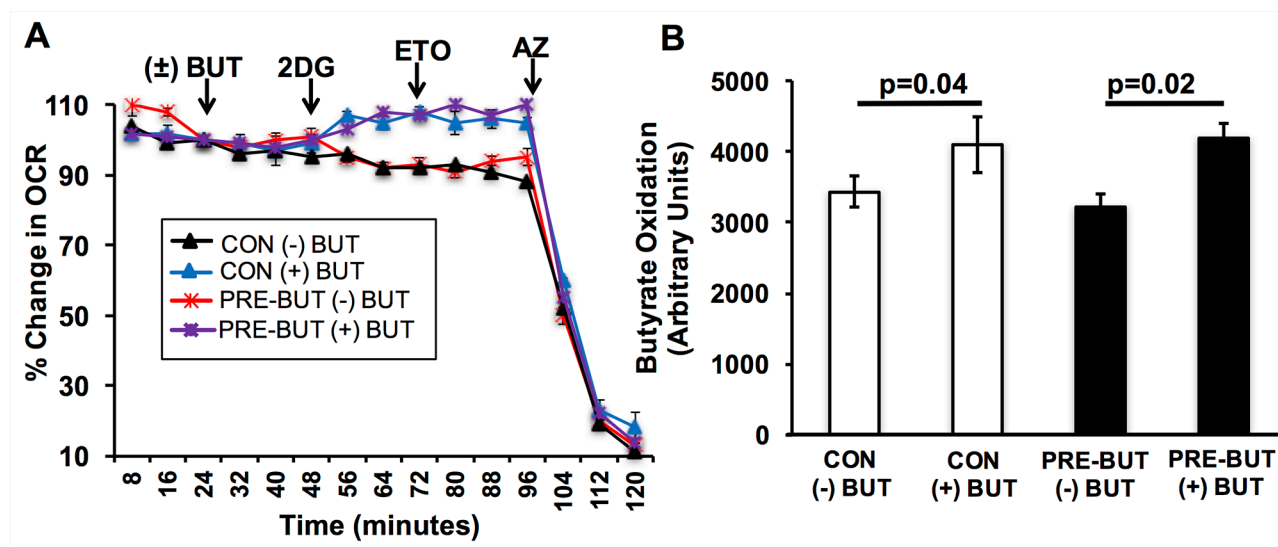 A
(±) BUT
2DG
ETO
AZ
% Change in OCR
110
90
70
50
30
10
CON (-) BUT
CON (+) BUT
PRE-BUT (-) BUT
PRE-BUT (+) BUT
8 16 24 32 40 48 56 64 72 80 88 96 104 112 120
Time (minutes)
B
p=0.04
p=0.02
Butyrate Oxidation
(Arbitrary Units)
5000
4000
3000
2000
1000
0
CON
(-) BUT
CON
(+) BUT
PRE-BUT
(-) BUT
PRE-BUT
(+) BUT